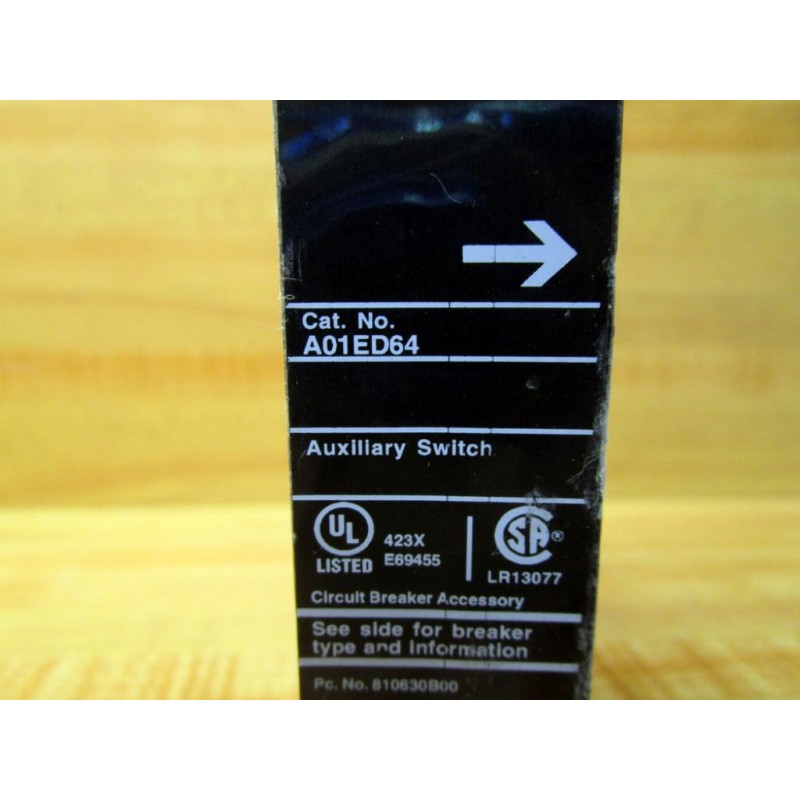 Cat. No.
A01ED64
Auxiliary Switch
UL
LISTED
423X
E69455
SA®
LR13077
Circuit Breaker Accessory
See side for breaker
type and Information
Pc. No. 810630B00